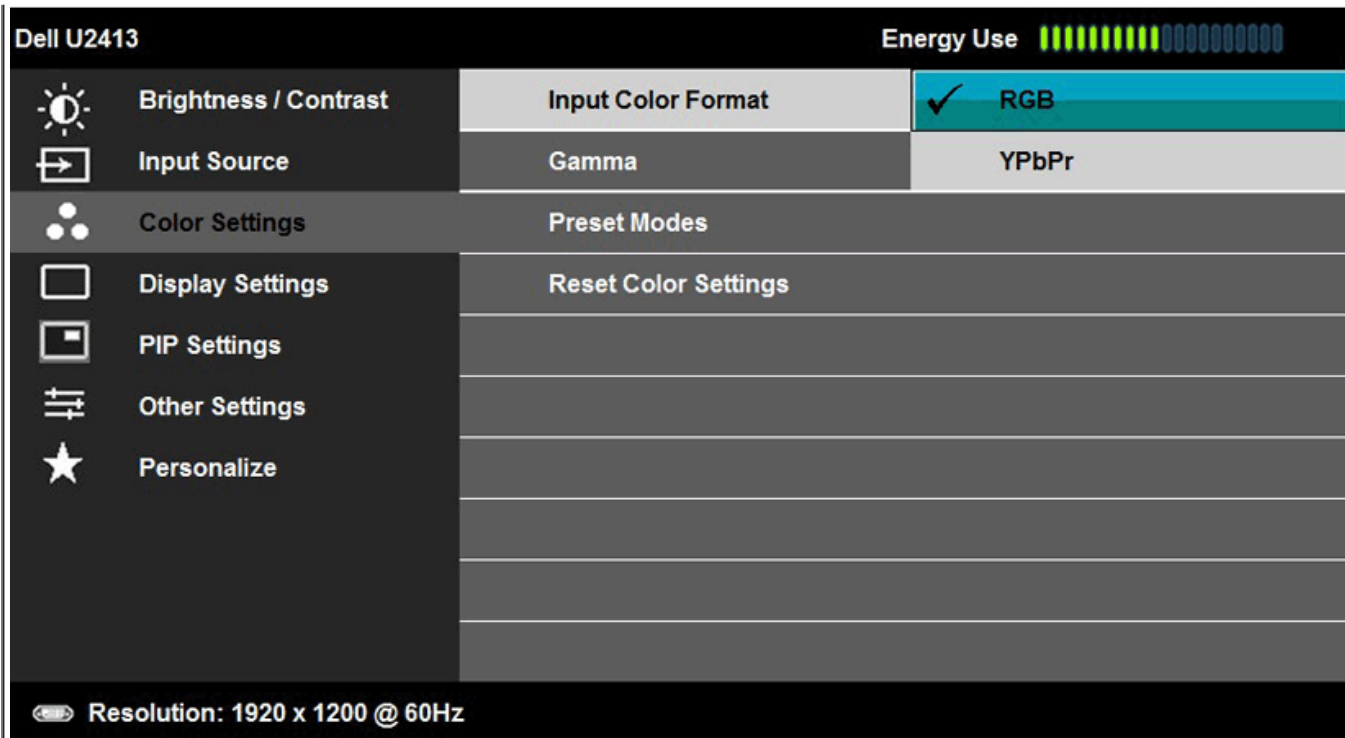 Dell U2413
Energy Use
Brightness / Contrast
Input Color Format
RGB
Input Source
Gamma
YPbPr
Color Settings
Preset Modes
Display Settings
Reset Color Settings
PIP Settings
Other Settings
Personalize
Resolution: 1920 x 1200 @ 60Hz